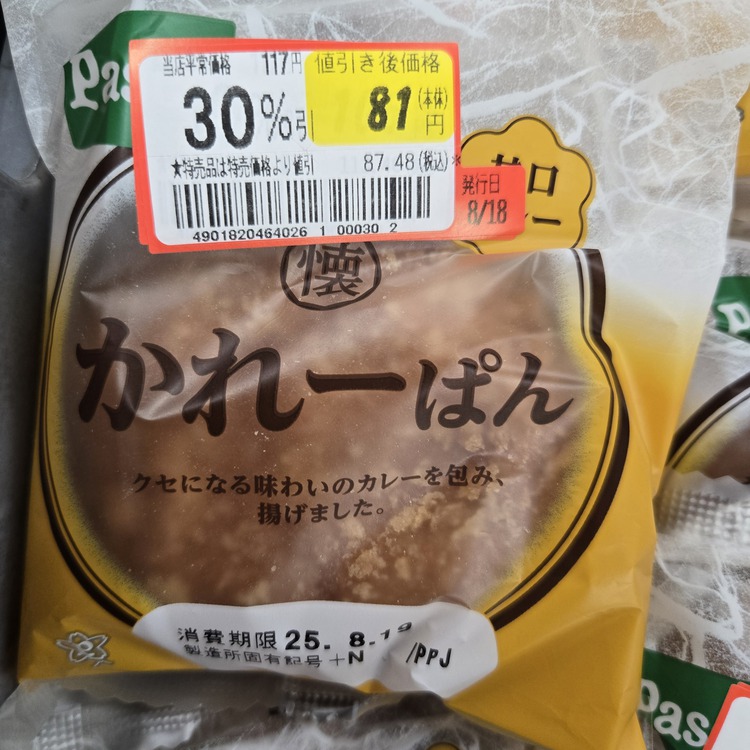 Pas
当店平常価格 117円
値引き後価格
30%引
81(本体)円
★特売品は特売価格より値引
87.48(税込)*
4901820464026 1 00030 2
発行日
8/18
懐
かれーぱん
クセになる味わいのカレーを包み、
揚げました。
消費期限 25. 8.19
製造所固有記号 +N /PPJ
Pas